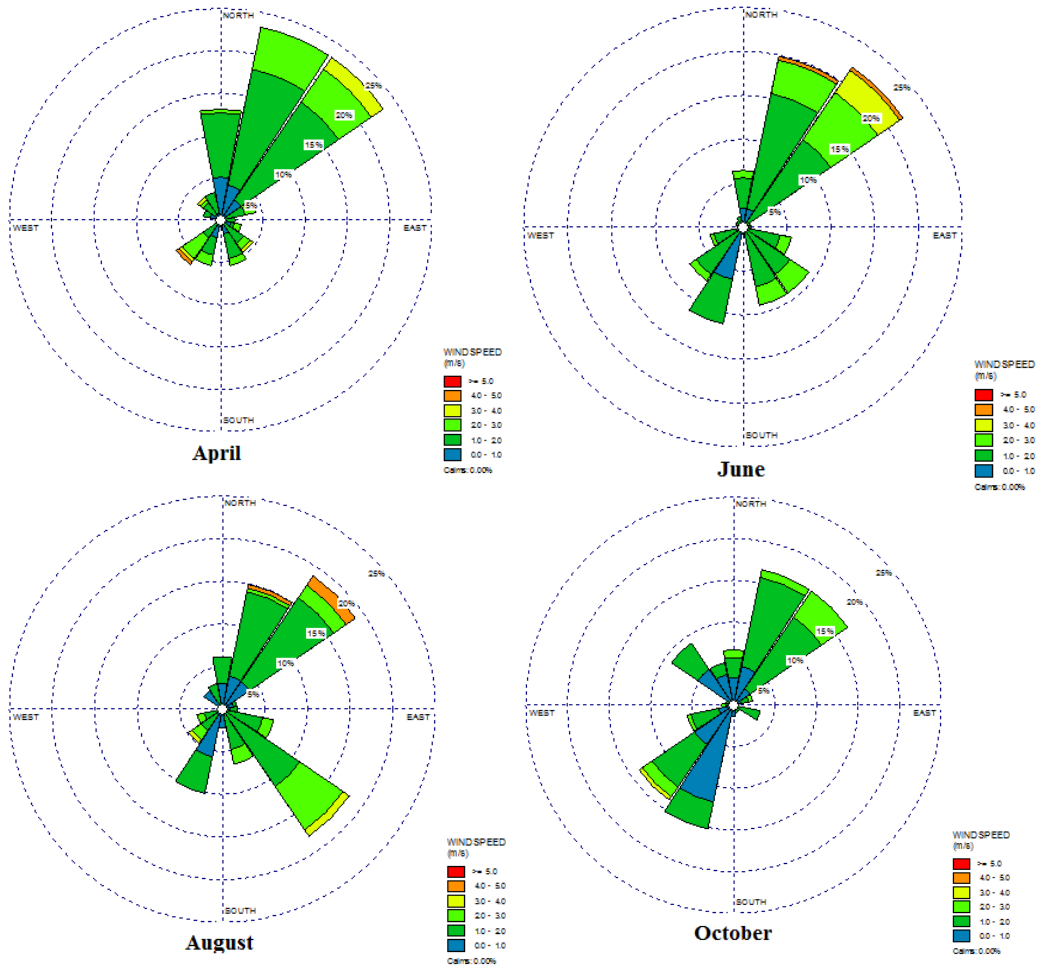 NORTH
25%
20%
15%
10%
5%
WEST
EAST
SOUTH
WINDSPEED
(m/s)
>= 5.0
4.0 - 5.0
3.0 - 4.0
2.0 - 3.0
1.0 - 2.0
0.0 - 1.0
Calms: 0.00%
April
NORTH
25%
20%
15%
10%
5%
WEST
EAST
SOUTH
WINDSPEED
(m/s)
>= 5.0
4.0 - 5.0
3.0 - 4.0
2.0 - 3.0
1.0 - 2.0
0.0 - 1.0
Calms: 0.00%
June
NORTH
25%
20%
15%
10%
5%
WEST
EAST
SOUTH
WINDSPEED
(m/s)
>= 5.0
4.0 - 5.0
3.0 - 4.0
2.0 - 3.0
1.0 - 2.0
0.0 - 1.0
Calms: 0.00%
August
NORTH
25%
20%
15%
10%
5%
WEST
EAST
SOUTH
WINDSPEED
(m/s)
>= 5.0
4.0 - 5.0
3.0 - 4.0
2.0 - 3.0
1.0 - 2.0
0.0 - 1.0
Calms: 0.00%
October